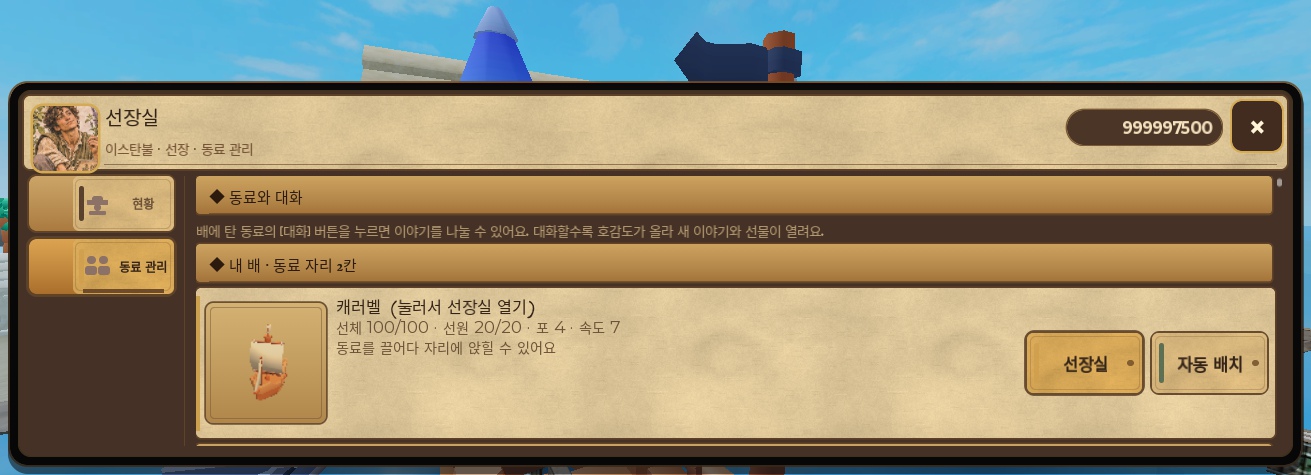 선장실
이스탄불 · 선장 · 동료 관리
999997500
현황
동료 관리
◆ 동료와 대화
배에 탄 동료의 [대화] 버튼을 누르면 이야기를 나눌 수 있어요. 대화할수록 호감도가 올라 새 이야기와 선물이 열려요.
◆ 내 배 · 동료 자리 2칸
캐러벨 (눌러서 선장실 열기)
선체 100/100 · 선원 20/20 · 포 4 · 속도 7
동료를 끌어다 자리에 앉힐 수 있어요
선장실
자동 배치